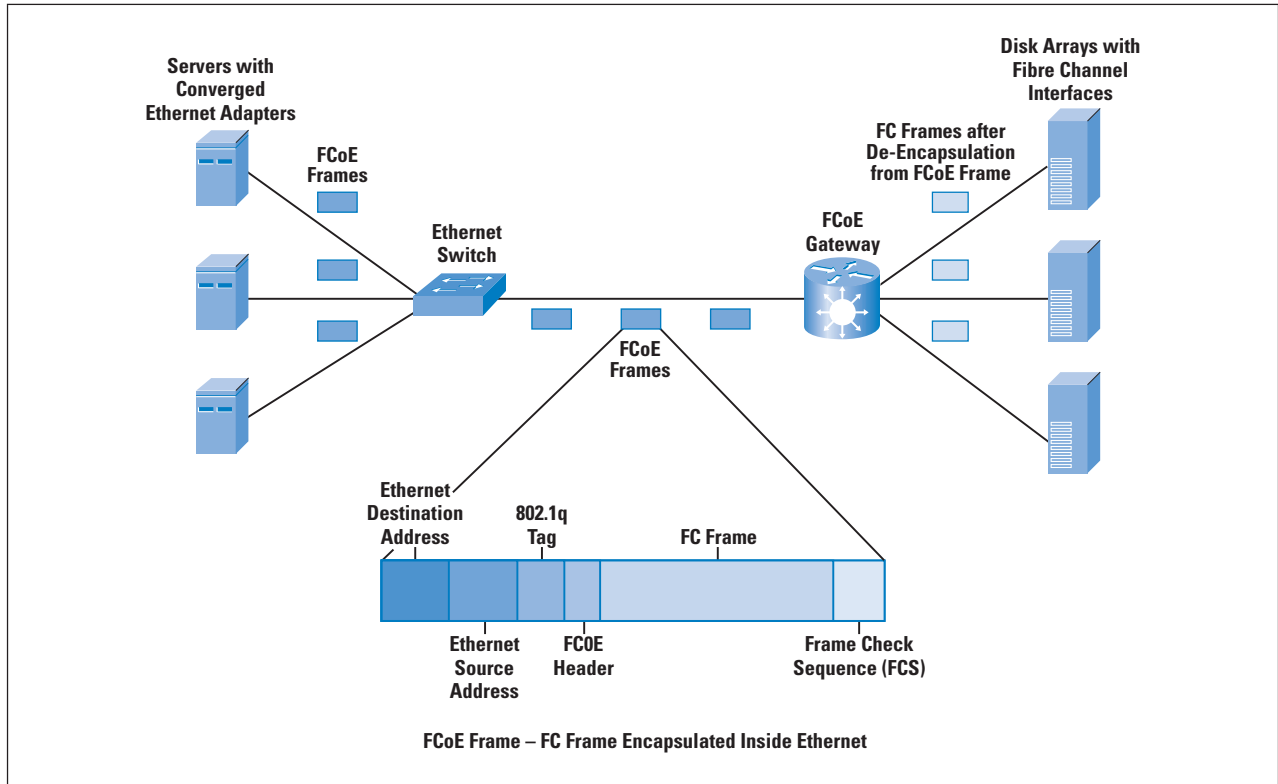 Servers with
Converged
Ethernet Adapters
FCoE
Frames
Ethernet
Switch
FCoE
Frames
FCoE
Gateway
FC Frames after
De-Encapsulation
from FCoE Frame
Disk Arrays with
Fibre Channel
Interfaces
Ethernet
Destination
Address
802.1q
Tag
FC Frame
Ethernet
Source
Address
FC0E
Header
Frame Check
Sequence (FCS)
FCoE Frame – FC Frame Encapsulated Inside Ethernet